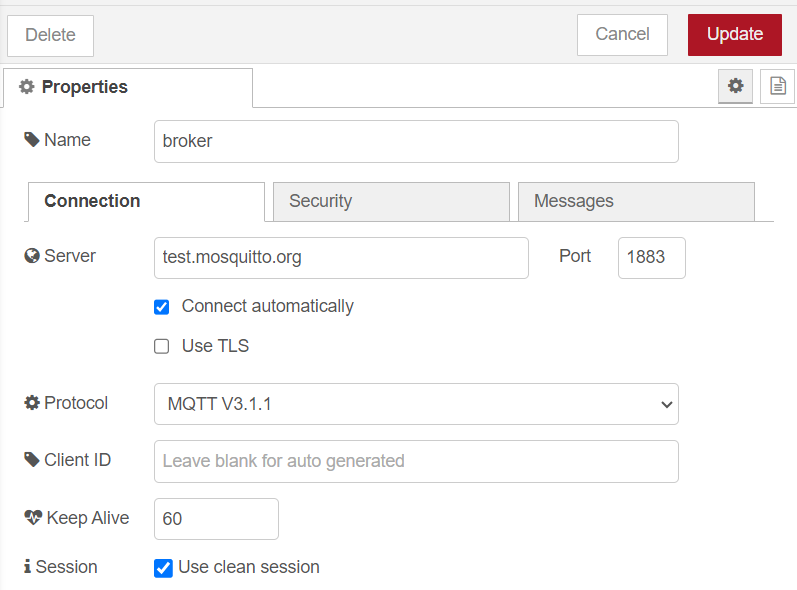 Delete Cancel Update
Properties
Name broker
Connection Security Messages
Server test.mosquitto.org Port 1883
Connect automatically
Use TLS
Protocol MQTT V3.1.1
Client ID Leave blank for auto generated
Keep Alive 60
Session Use clean session